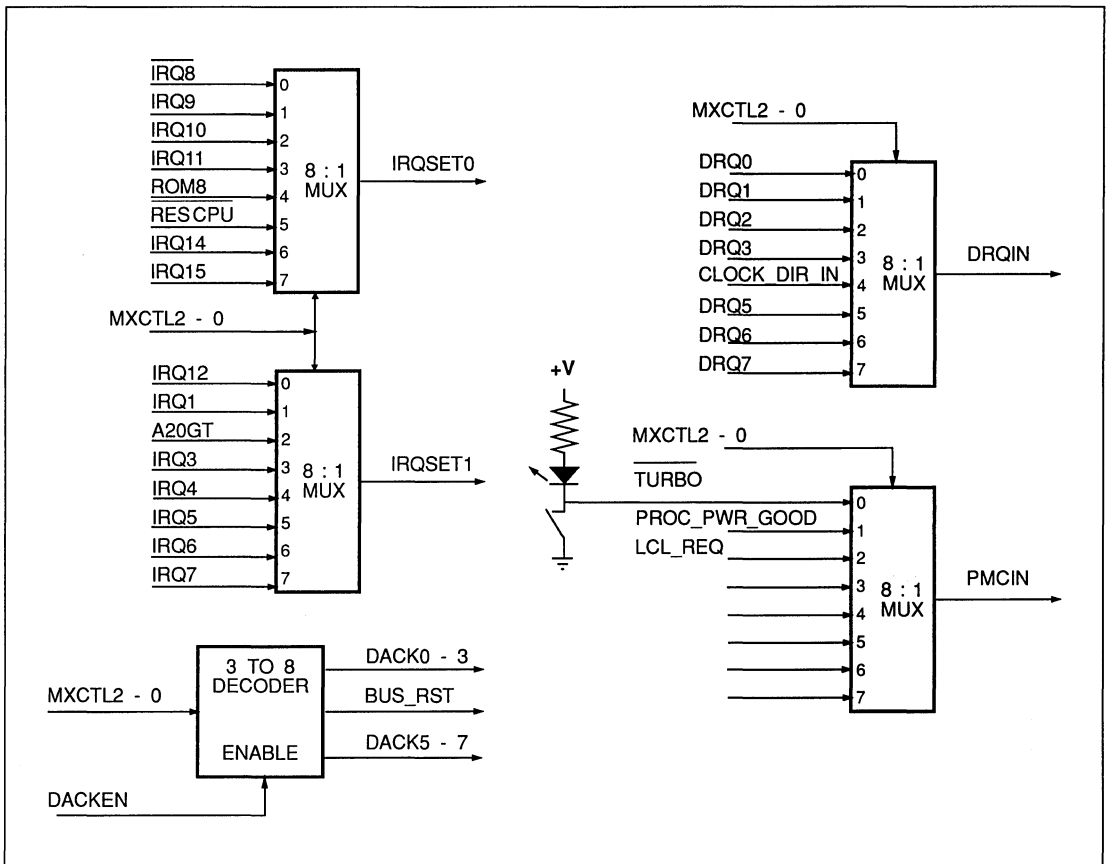 IRQ8
IRQ9
IRQ10
IRQ11
ROM8
RESCPU
IRQ14
IRQ15
0
1
2
3
4
5
6
7
8 : 1
MUX
IRQSET0
MXCTL2 - 0
IRQ12
IRQ1
A20GT
IRQ3
IRQ4
IRQ5
IRQ6
IRQ7
0
1
2
3
4
5
6
7
8 : 1
MUX
IRQSET1
MXCTL2 - 0
3 TO 8
DECODER
ENABLE
DACKEN
DACK0 - 3
BUS_RST
DACK5 - 7
MXCTL2 - 0
DRQ0
DRQ1
DRQ2
DRQ3
CLOCK_DIR_IN
DRQ5
DRQ6
DRQ7
0
1
2
3
4
5
6
7
8 : 1
MUX
DRQIN
+V
MXCTL2 - 0
TURBO
PROC_PWR_GOOD
LCL_REQ
0
1
2
3
4
5
6
7
8 : 1
MUX
PMCIN